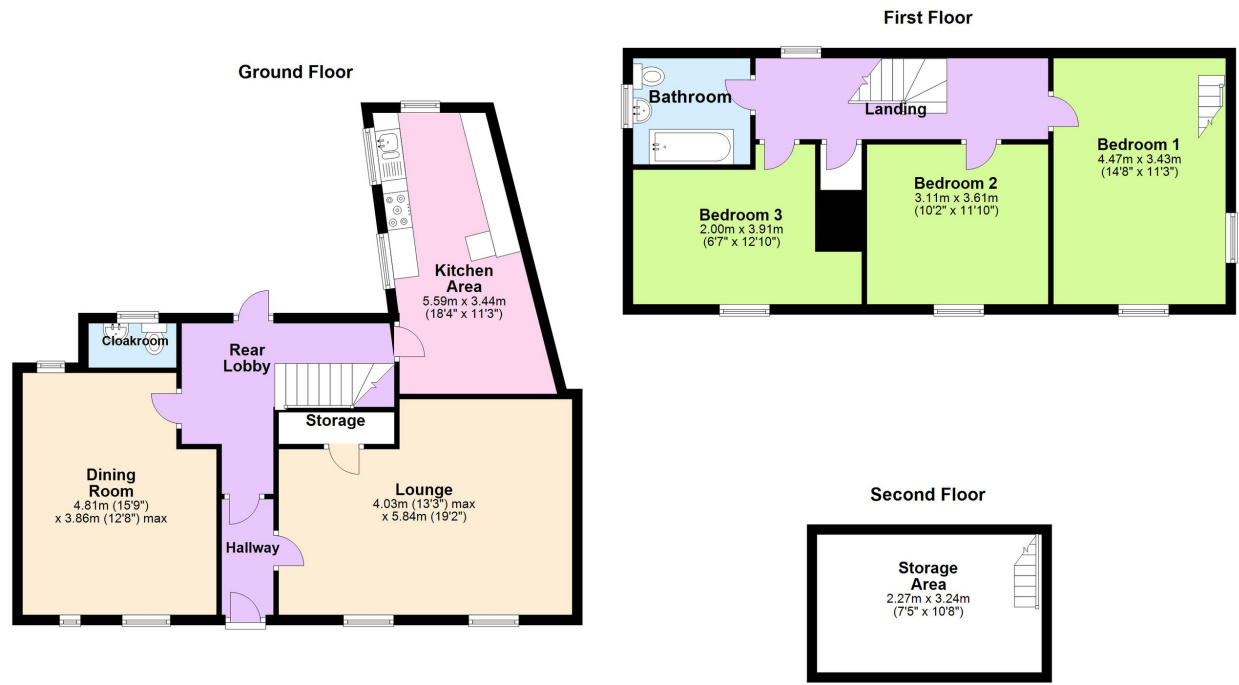 First Floor
Ground Floor
Bathroom
Landing
Bedroom 1
4.47m x 3.43m
(14'8" x 11'3")
Bedroom 2
3.11m x 3.61m
(10'2" x 11'10")
Bedroom 3
2.00m x 3.91m
(6'7" x 12'10")
Kitchen
Area
5.59m x 3.44m
(18'4" x 11'3")
Cloakroom
Rear
Lobby
Storage
Dining
Room
4.81m (15'9")
x 3.86m (12'8") max
Lounge
4.03m (13'3") max
x 5.84m (19'2")
Hallway
Second Floor
Storage
Area
2.27m x 3.24m
(7'5" x 10'8")